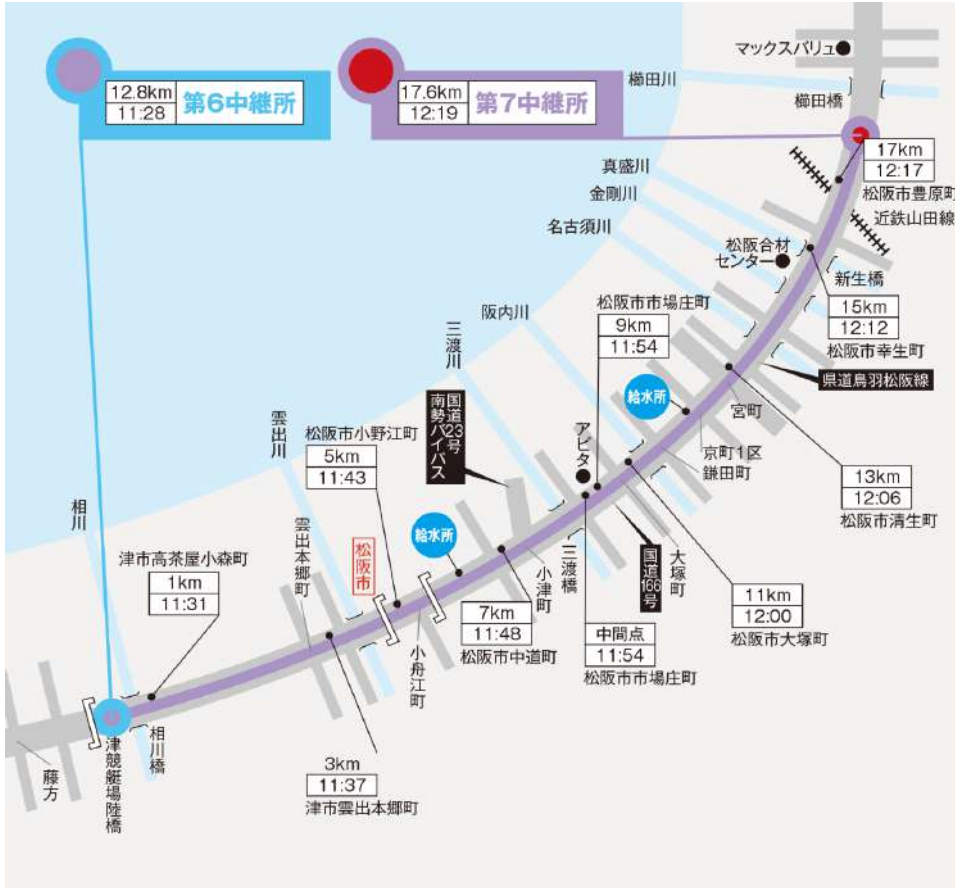 12.8km
11:28
第6中継所
17.6km
12:19
第7中継所
マックスバリュ
櫛田川
櫛田橋
17km
12:17
松阪市豊原町
近鉄山田線
真盛川
金剛川
名古須川
松阪合材
センター
新生橋
15km
12:12
松阪市幸生町
県道鳥羽松阪線
阪内川
松阪市市場庄町
9km
11:54
三渡川
国道23号
南勢バイパス
給水所
宮町
京町1区
鎌田町
13km
12:06
松阪市清生町
アピタ
雲出川
松阪市小野江町
5km
11:43
相川
雲出本郷町
松阪市
給水所
津市高茶屋小森町
1km
11:31
小津町
三渡橋
国道166号
大塚町
11km
12:00
松阪市大塚町
7km
11:48
松阪市中道町
中間点
11:54
松阪市市場庄町
小舟江町
藤方
津競艇場陸橋
相川橋
3km
11:37
津市雲出本郷町